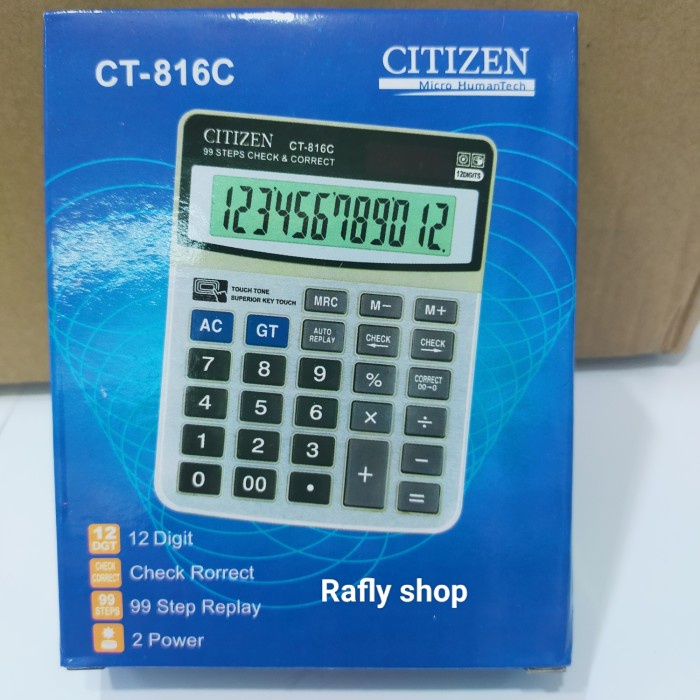 CT-816C
CITIZEN
Micro HumanTech
CITIZEN CT-816C
99 STEPS CHECK & CORRECT
12DIGITS
123456789012.
TOUCH TONE
SUPERIOR KEY TOUCH
MRC M− M+
AC GT AUTO REPLAY CHECK ← CHECK →
7 8 9 % CORRECT 00→0
4 5 6 × ÷
1 2 3 + −
0 00 • =
12 DGT 12 Digit
CHECK CORRECT Check Rorrect
99 STEPS 99 Step Replay
2 Power
Rafly shop